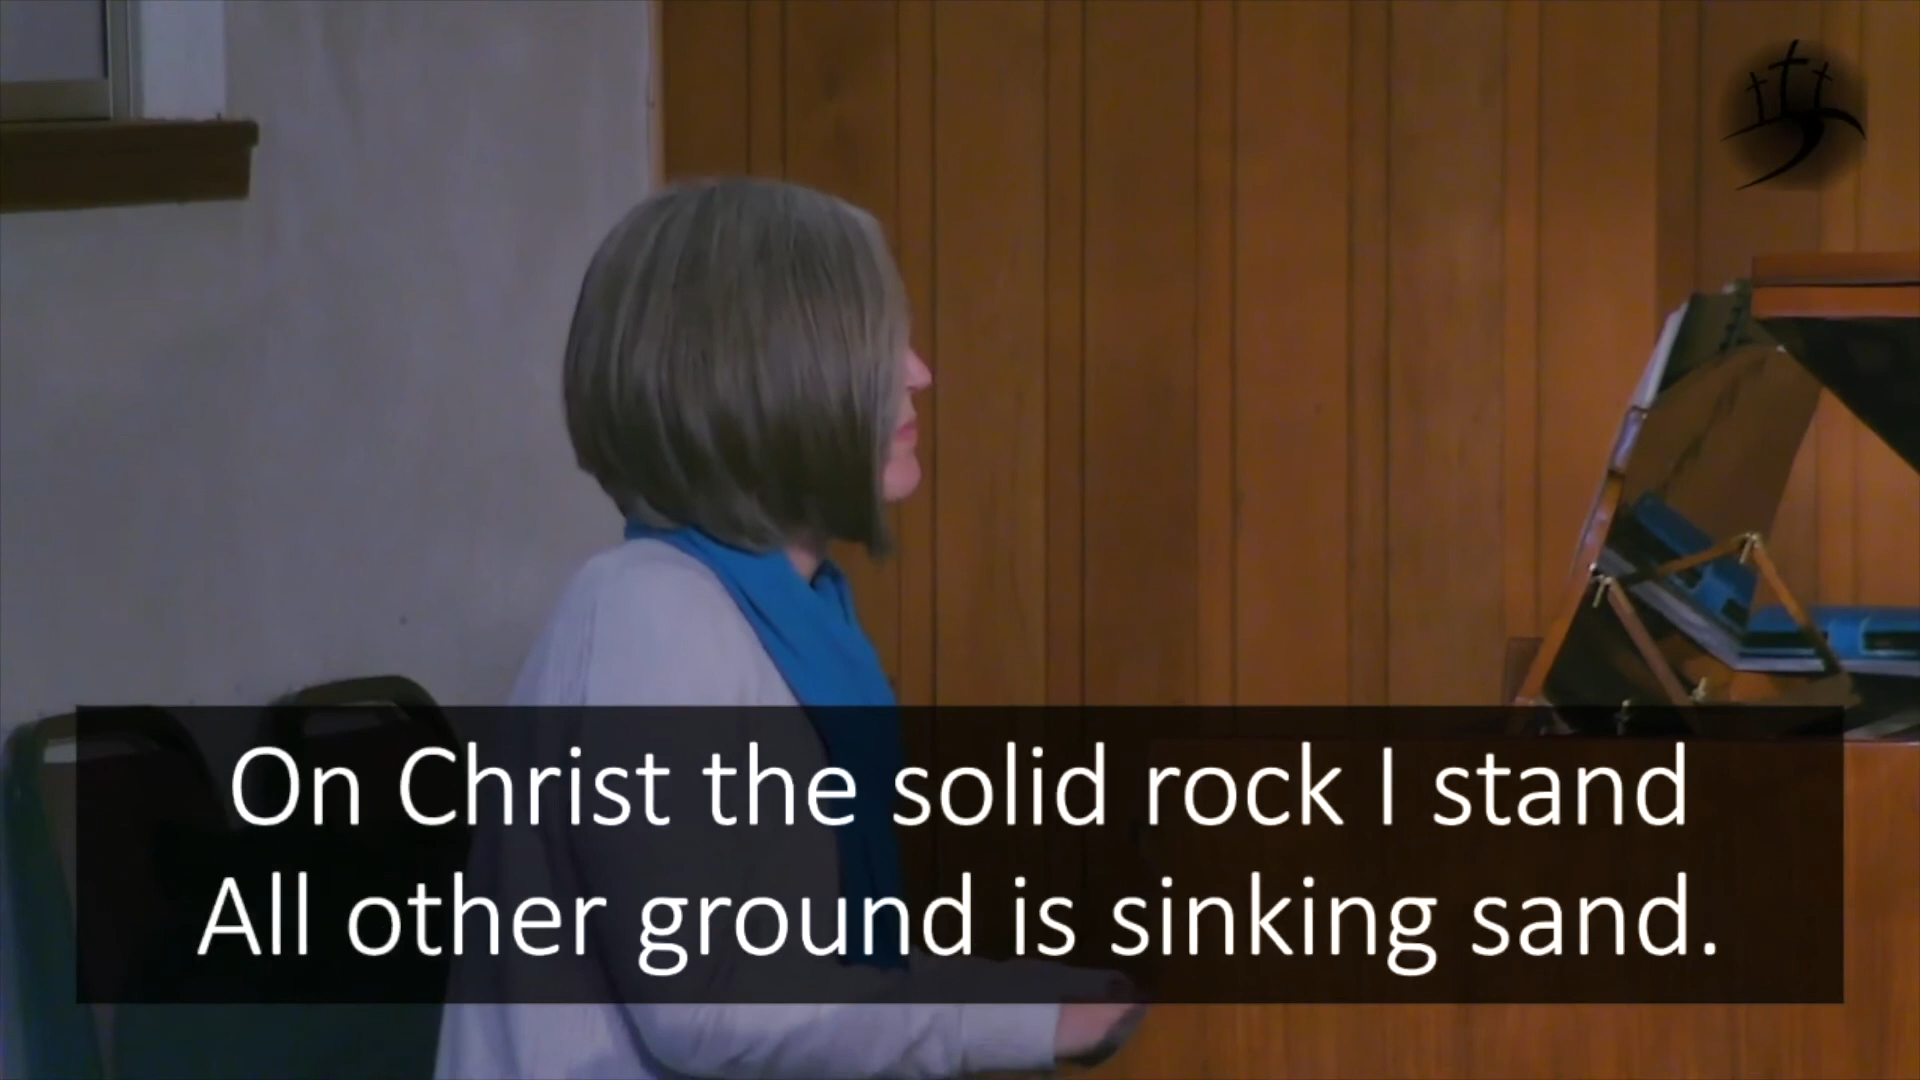 On Christ the solid rock I stand
All other ground is sinking sand.